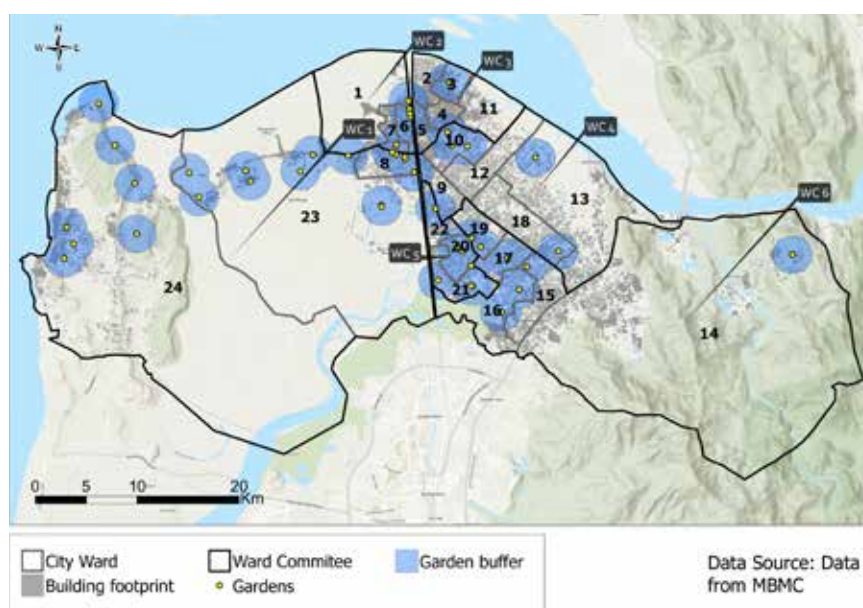 N
W E
S
WC 2
WC 3
WC 1
WC 4
WC 6
WC 5
1
2
3
4
5
6
7
8
9
10
11
12
13
14
15
16
17
18
19
20
21
22
23
24
0 10 20
Km
City Ward
Ward Commitee
Garden buffer
Building footprint
Gardens
Data Source: Data
from MBMC